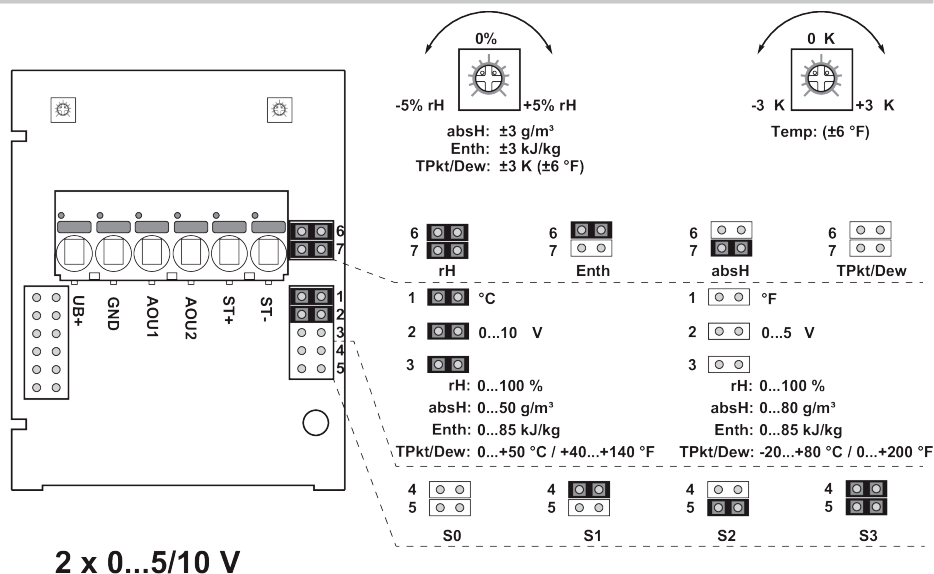 0%
-5% rH +5% rH
absH: ±3 g/m³
Enth: ±3 kJ/kg
TPkt/Dew: ±3 K (±6 °F)
0 K
-3 K +3 K
Temp: (±6 °F)
6
7
UB+
GND
AOU1
AOU2
ST+
ST-
1
2
3
4
5
6
7
rH
6
7
Enth
6
7
absH
6
7
TPkt/Dew
1 °C
2 0...10 V
3
rH: 0...100 %
absH: 0...50 g/m³
Enth: 0...85 kJ/kg
TPkt/Dew: 0...+50 °C / +40...+140 °F
1 °F
2 0...5 V
3
rH: 0...100 %
absH: 0...80 g/m³
Enth: 0...85 kJ/kg
TPkt/Dew: -20...+80 °C / 0...+200 °F
4
5
S0
4
5
S1
4
5
S2
4
5
S3
2 x 0...5/10 V